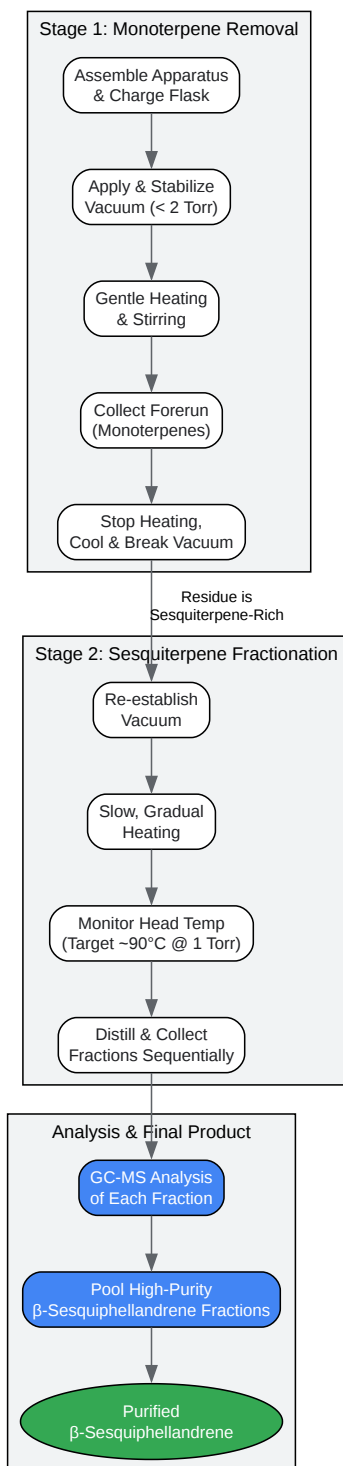 Stage 1: Monoterpene Removal
Assemble Apparatus
& Charge Flask
Apply & Stabilize
Vacuum (< 2 Torr)
Gentle Heating
& Stirring
Collect Forerun
(Monoterpenes)
Stop Heating,
Cool & Break Vacuum
Residue is
Sesquiterpene-Rich
Stage 2: Sesquiterpene Fractionation
Re-establish
Vacuum
Slow, Gradual
Heating
Monitor Head Temp
(Target ~90°C @ 1 Torr)
Distill & Collect
Fractions Sequentially
Analysis & Final Product
GC-MS Analysis
of Each Fraction
Pool High-Purity
β-Sesquiphellandrene Fractions
Purified
β-Sesquiphellandrene